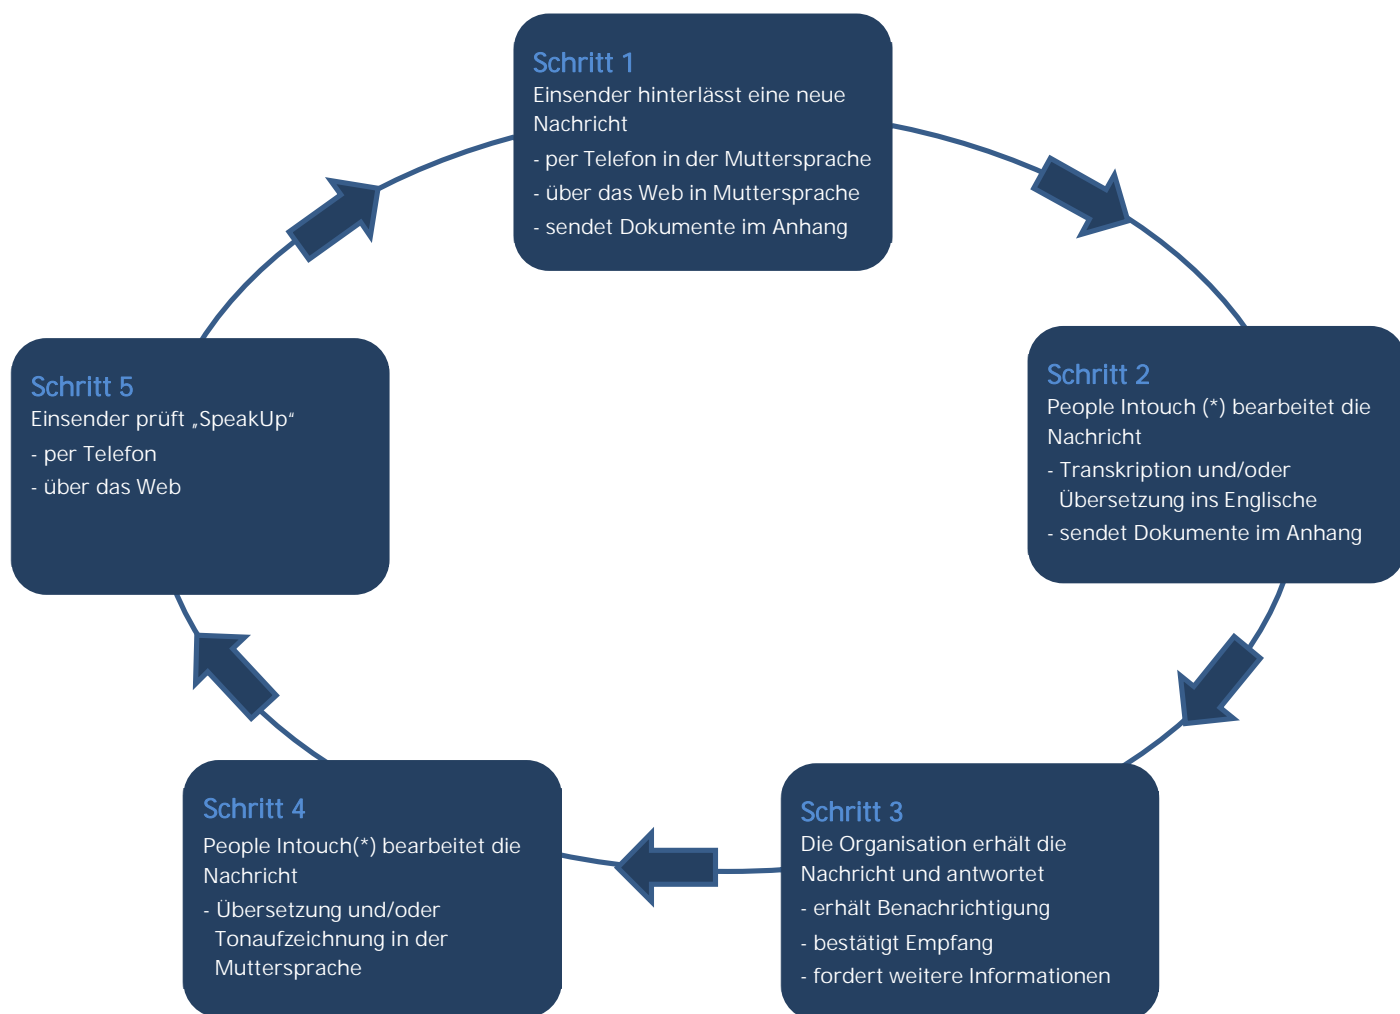 Schritt 1
Einsender hinterlässt eine neue
Nachricht
- per Telefon in der Muttersprache
- über das Web in Muttersprache
- sendet Dokumente im Anhang
Schritt 2
People Intouch (*) bearbeitet die
Nachricht
- Transkription und/oder
Übersetzung ins Englische
- sendet Dokumente im Anhang
Schritt 3
Die Organisation erhält die
Nachricht und antwortet
- erhält Benachrichtigung
- bestätigt Empfang
- fordert weitere Informationen
Schritt 4
People Intouch(*) bearbeitet die
Nachricht
- Übersetzung und/oder
Tonaufzeichnung in der
Muttersprache
Schritt 5
Einsender prüft „SpeakUp“
- per Telefon
- über das Web